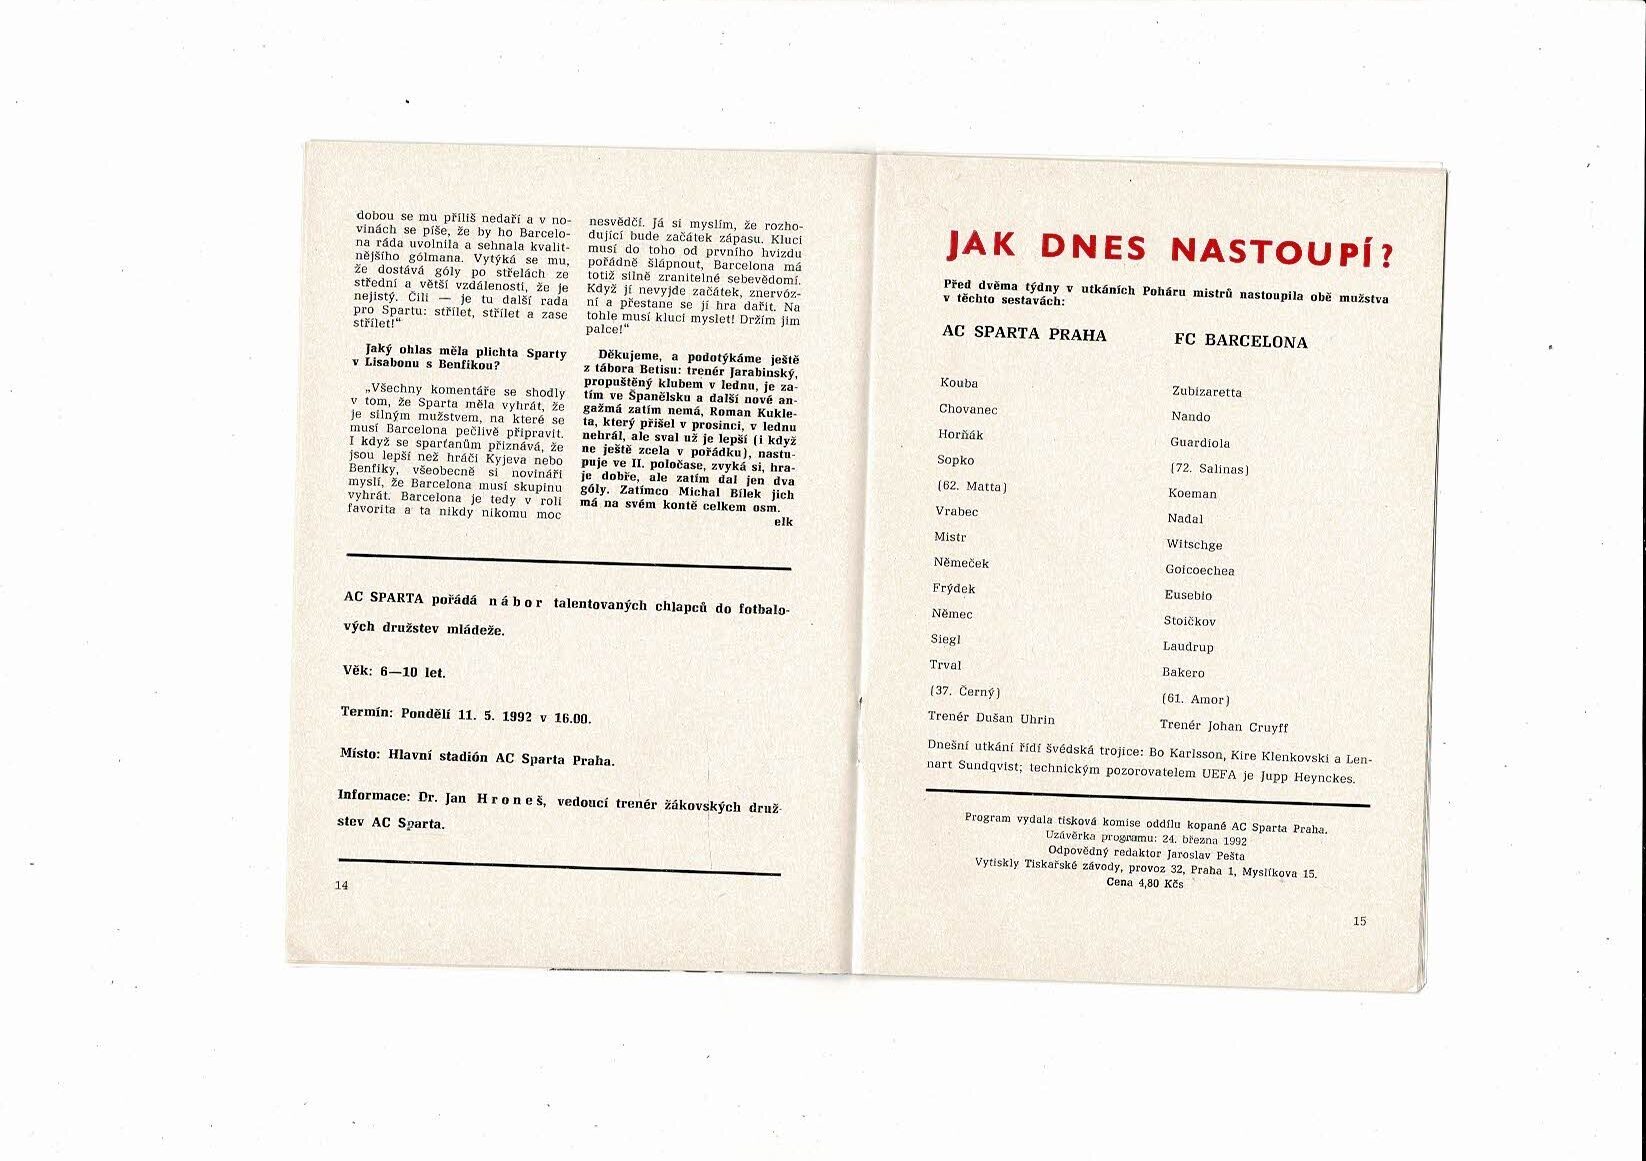 dobou se mu příliš nedaří a v no-
vinách se píše, že by ho Barcelo-
na ráda uvolnila a sehnala kvalit-
nějšího gólmana. Vytýká se mu,
že dostává góly po střelách ze
střední a větší vzdálenosti, že je
nejistý. Čili — je tu další rada
pro Spartu: střílet, střílet a zase
střílet!“
Jaký ohlas měla plichta Sparty
v Lisabonu s Benfikou?
„Všechny komentáře se shodly
v tom, že Sparta měla vyhrát, že
je silným mužstvem, na které se
musí Barcelona pečlivě připravit.
I když se sparťanům přiznává, že
jsou lepší než hráči Kyjeva nebo
Benfiky, všeobecně si novináři
myslí, že Barcelona musí skupinu
vyhrát. Barcelona je tedy v roli
favorita a ta nikdy nikomu moc
nesvědčí. Já si myslím, že rozho-
dující bude začátek zápasu. Kluci
musí do toho od prvního hvizdu
pořádně šlápnout, Barcelona má
totiž silně zranitelné sebevědomí.
Když jí nevyjde začátek, znervóz-
ní a přestane se jí hra dařit. Na
tohle musí kluci myslet! Držím jim
palce!“
Děkujeme, a podotýkáme ještě
z tábora Betisu: trenér Jarabinský,
propuštěný klubem v lednu, je za-
tím ve Španělsku a další nové an-
gažmá zatím nemá, Roman Kukle-
ta, který přišel v prosinci, v lednu
nehrál, ale sval už je lepší (i když
ne ještě zcela v pořádku), nastu-
puje ve II. poločase, zvyká si, hra-
je dobře, ale zatím dal jen dva
góly. Zatímco Michal Bílek jich
má na svém kontě celkem osm.
elk
AC SPARTA pořádá n á b o r talentovaných chlapců do fotbalo-
vých družstev mládeže.
Věk: 6—10 let.
Termín: Pondělí 11. 5. 1992 v 16.00.
Místo: Hlavní stadión AC Sparta Praha.
Informace: Dr. Jan H r o n e š, vedoucí trenér žákovských druž-
stev AC Sparta.
14
JAK DNES NASTOUPÍ?
Před dvěma týdny v utkáních Poháru mistrů nastoupila obě mužstva
v těchto sestavách:
AC SPARTA PRAHA
Kouba
Chovanec
Horňák
Sopko
(62. Matta)
Vrabec
Mistr
Němeček
Frýdek
Němec
Siegl
Trval
(37. Černý)
Trenér Dušan Uhrin
FC BARCELONA
Zubizaretta
Nando
Guardiola
(72. Salinas)
Koeman
Nadal
Witschge
Goicoechea
Eusebio
Stoičkov
Laudrup
Bakero
(61. Amor)
Trenér Johan Cruyff
Dnešní utkání řídí švédská trojice: Bo Karlsson, Kire Klenkovski a Len-
nart Sundqvist; technickým pozorovatelem UEFA je Jupp Heynckes.
Program vydala tisková komise oddílu kopané AC Sparta Praha.
Uzávěrka programu: 24. března 1992
Odpovědný redaktor Jaroslav Pešta
Vytiskly Tiskařské závody, provoz 32, Praha 1, Myslíkova 15.
Cena 4,80 Kčs
15